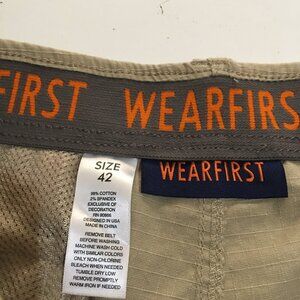 FIRST WEARFIRS
WEARFIRST
SIZE
42
98% COTTON
2% SPANDEX
EXCLUSIVE OF
DECORATION
RN 90866
DESIGNED IN USA
MADE IN CHINA
REMOVE BELT
BEFORE WASHING
MACHINE WASH COLD
WITH SIMILAR COLORS
ONLY NON-CHLORINE
BLEACH WHEN NEEDED
TUMBLE DRY LOW
REMOVE PROMPTLY
WARM IRON IF NEEDED